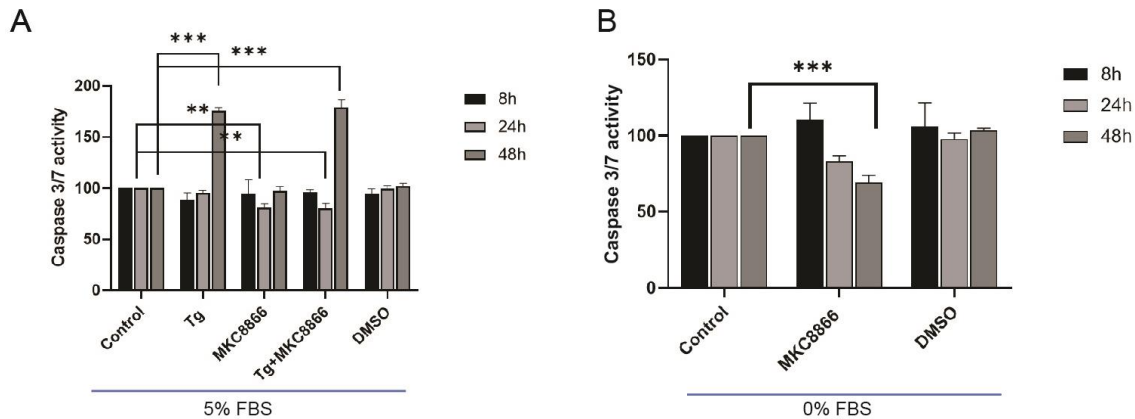 A
Caspase 3/7 activity
200
150
100
50
0
***
***
**
**
8h
24h
48h
Control
Tg
MKC8866
Tg+MKC8866
DMSO
5% FBS
B
Caspase 3/7 activity
150
100
50
0
***
8h
24h
48h
Control
MKC8866
DMSO
0% FBS